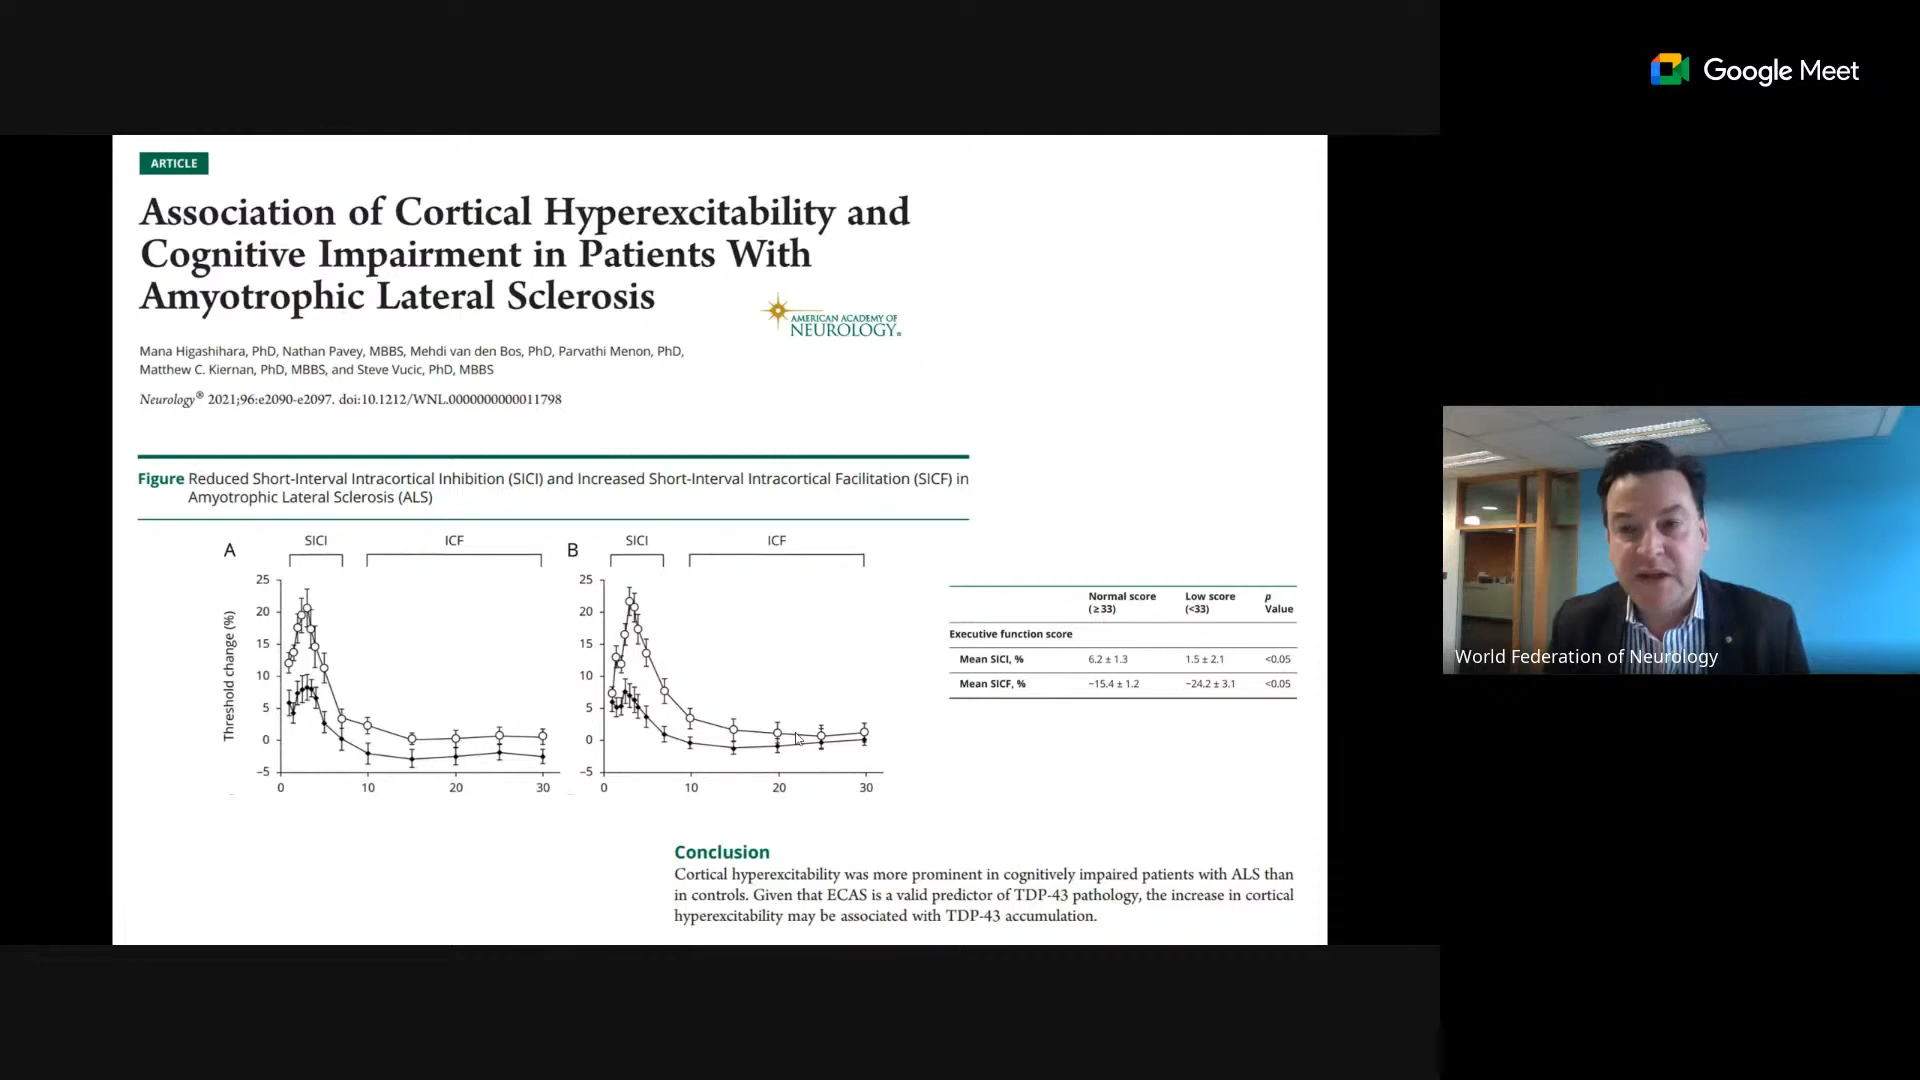 Google Meet
ARTICLE
Association of Cortical Hyperexcitability and
Cognitive Impairment in Patients With
Amyotrophic Lateral Sclerosis
AMERICAN ACADEMY OF
NEUROLOGY®
Mana Higashihara, PhD, Nathan Pavey, MBBS, Mehdi van den Bos, PhD, Parvathi Menon, PhD,
Matthew C. Kiernan, PhD, MBBS, and Steve Vucic, PhD, MBBS
Neurology® 2021;96:e2090-e2097. doi:10.1212/WNL.0000000000011798
Figure Reduced Short-Interval Intracortical Inhibition (SICI) and Increased Short-Interval Intracortical Facilitation (SICF) in
Amyotrophic Lateral Sclerosis (ALS)
A
SICI
ICF
Threshold change (%)
25
20
15
10
5
0
−5
0 10 20 30
B
SICI
ICF
25
20
15
10
5
0
−5
0 10 20 30
Normal score (≥33) Low score (<33) p Value
Executive function score
Mean SICI, % 6.2 ± 1.3 1.5 ± 2.1 <0.05
Mean SICF, % −15.4 ± 1.2 −24.2 ± 3.1 <0.05
Conclusion
Cortical hyperexcitability was more prominent in cognitively impaired patients with ALS than
in controls. Given that ECAS is a valid predictor of TDP-43 pathology, the increase in cortical
hyperexcitability may be associated with TDP-43 accumulation.
World Federation of Neurology